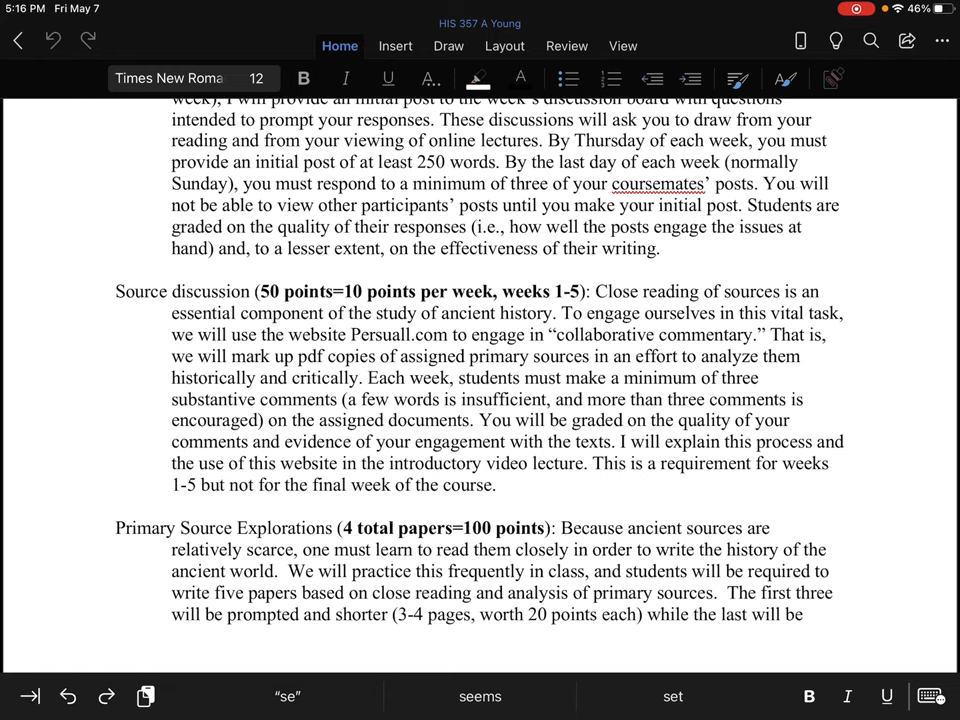 5:16 PM Fri May 7
46%
HIS 357 A Young
Home Insert Draw Layout Review View
Times New Roma 12 B I U A..  A
week), I will provide an initial post to the week's discussion board with questions
intended to prompt your responses. These discussions will ask you to draw from your
reading and from your viewing of online lectures. By Thursday of each week, you must
provide an initial post of at least 250 words. By the last day of each week (normally
Sunday), you must respond to a minimum of three of your coursemates’ posts. You will
not be able to view other participants’ posts until you make your initial post. Students are
graded on the quality of their responses (i.e., how well the posts engage the issues at
hand) and, to a lesser extent, on the effectiveness of their writing.
Source discussion (50 points=10 points per week, weeks 1-5): Close reading of sources is an
essential component of the study of ancient history. To engage ourselves in this vital task,
we will use the website Persuall.com to engage in “collaborative commentary.” That is,
we will mark up pdf copies of assigned primary sources in an effort to analyze them
historically and critically. Each week, students must make a minimum of three
substantive comments (a few words is insufficient, and more than three comments is
encouraged) on the assigned documents. You will be graded on the quality of your
comments and evidence of your engagement with the texts. I will explain this process and
the use of this website in the introductory video lecture. This is a requirement for weeks
1-5 but not for the final week of the course.
Primary Source Explorations (4 total papers=100 points): Because ancient sources are
relatively scarce, one must learn to read them closely in order to write the history of the
ancient world.  We will practice this frequently in class, and students will be required to
write five papers based on close reading and analysis of primary sources.  The first three
will be prompted and shorter (3-4 pages, worth 20 points each) while the last will be
“se” seems set B I U